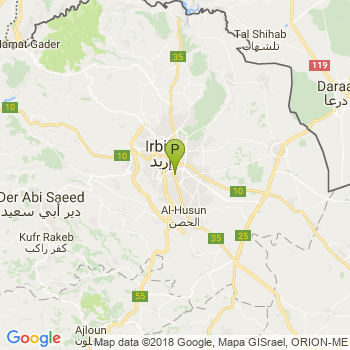 Tal Shihab
تلشهاب
Hamat Gader
35
119
Daraa
درعا
10
P
Irbid
إربد
10
10
Der Abi Saeed
دير أبي سعيد
Al-Husun
الحصن
Kufr Rakeb
كفر راكب
35
25
55
Ajloun
عجلون
Google
Map data ©2018 Google, Mapa GISrael, ORION-ME